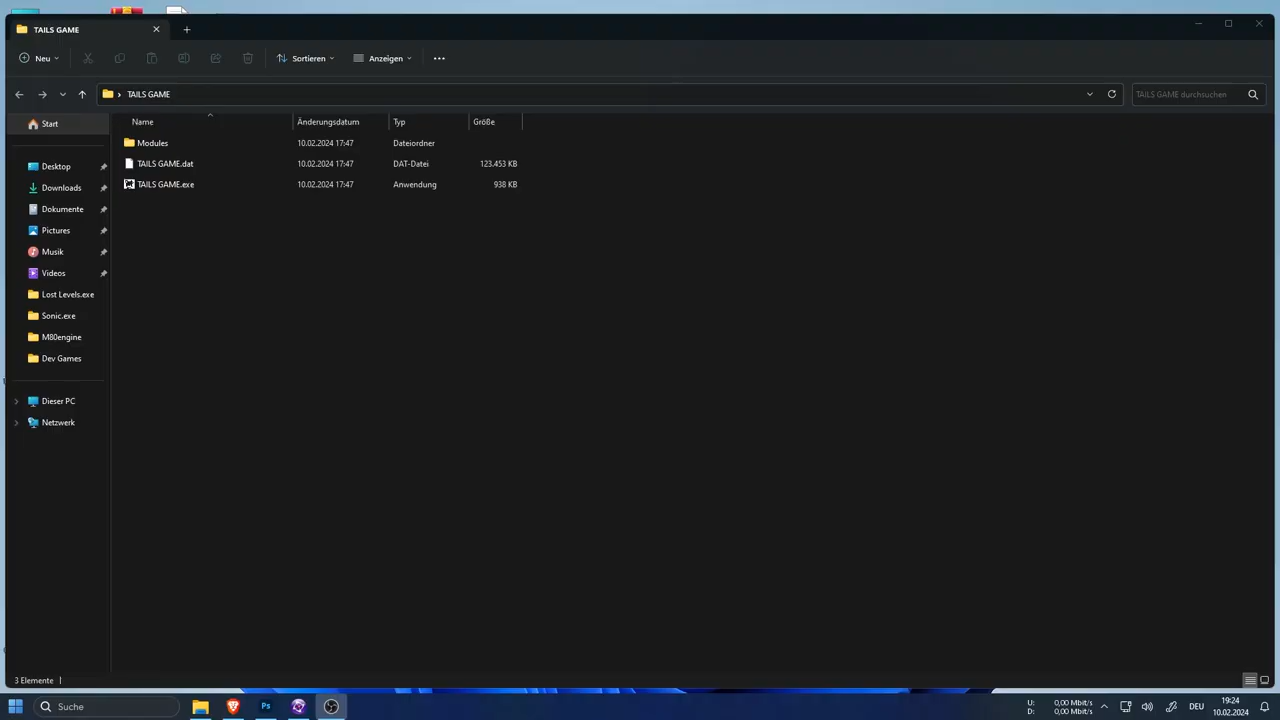 TAILS GAME
Neu
Sortieren
Anzeigen
TAILS GAME
TAILS GAME durchsuchen
Name Änderungsdatum Typ Größe
Start
Modules 10.02.2024 17:47 Dateiordner
TAILS GAME.dat 10.02.2024 17:47 DAT-Datei 123.453 KB
TAILS GAME.exe 10.02.2024 17:47 Anwendung 938 KB
Desktop
Downloads
Dokumente
Pictures
Musik
Videos
Lost Levels.exe
Sonic.exe
M80engine
Dev Games
Dieser PC
Netzwerk
3 Elemente
Suche
Ps
U: 0,00 Mbit/s
D: 0,00 Mbit/s
DEU
19:24
10.02.2024